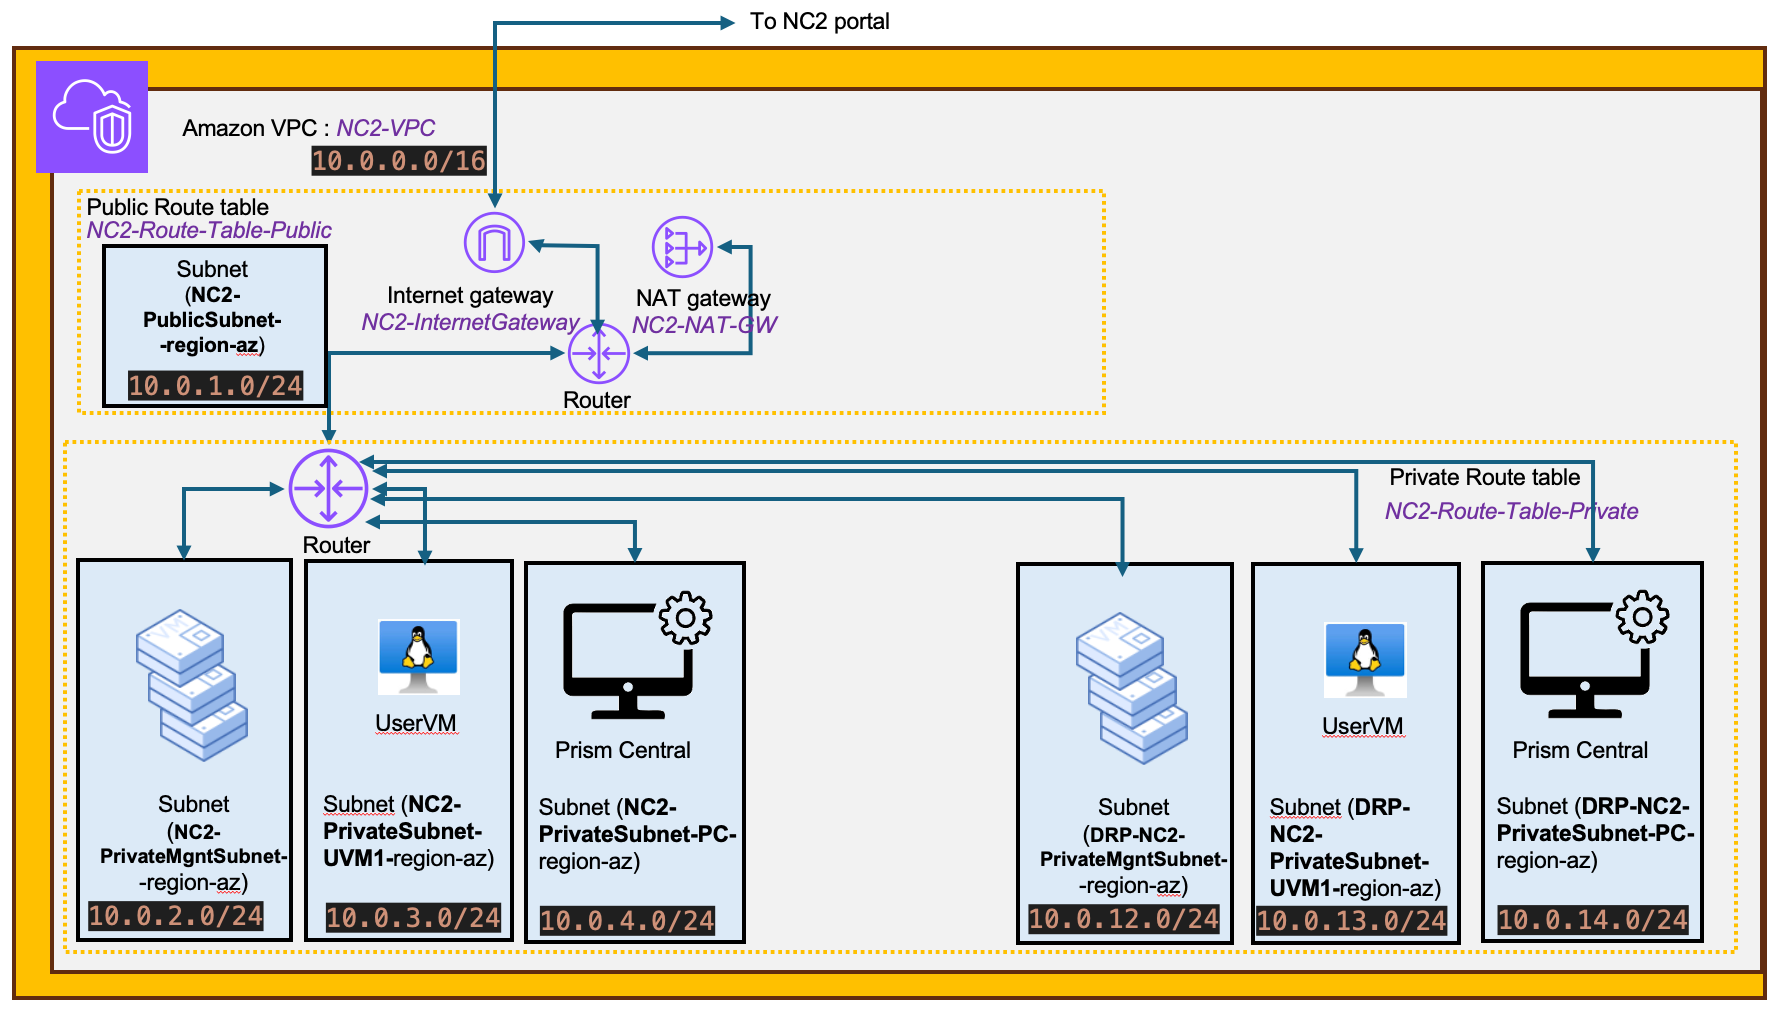 To NC2 portal
Amazon VPC : NC2-VPC
10.0.0.0/16
Public Route table
NC2-Route-Table-Public
Subnet
(NC2-
PublicSubnet-
-region-az)
10.0.1.0/24
Internet gateway
NC2-InternetGateway
NAT gateway
NC2-NAT-GW
Router
Private Route table
NC2-Route-Table-Private
Router
VM
Subnet
(NC2-
PrivateMgntSubnet-
-region-az)
10.0.2.0/24
UserVM
Subnet (NC2-
PrivateSubnet-
UVM1-region-az)
10.0.3.0/24
Prism Central
Subnet (NC2-
PrivateSubnet-PC-
region-az)
10.0.4.0/24
VM
Subnet
(DRP-NC2-
PrivateMgntSubnet-
-region-az)
10.0.12.0/24
UserVM
Subnet (DRP-
NC2-
PrivateSubnet-
UVM1-region-az)
10.0.13.0/24
Prism Central
Subnet (DRP-NC2-
PrivateSubnet-PC-
region-az)
10.0.14.0/24